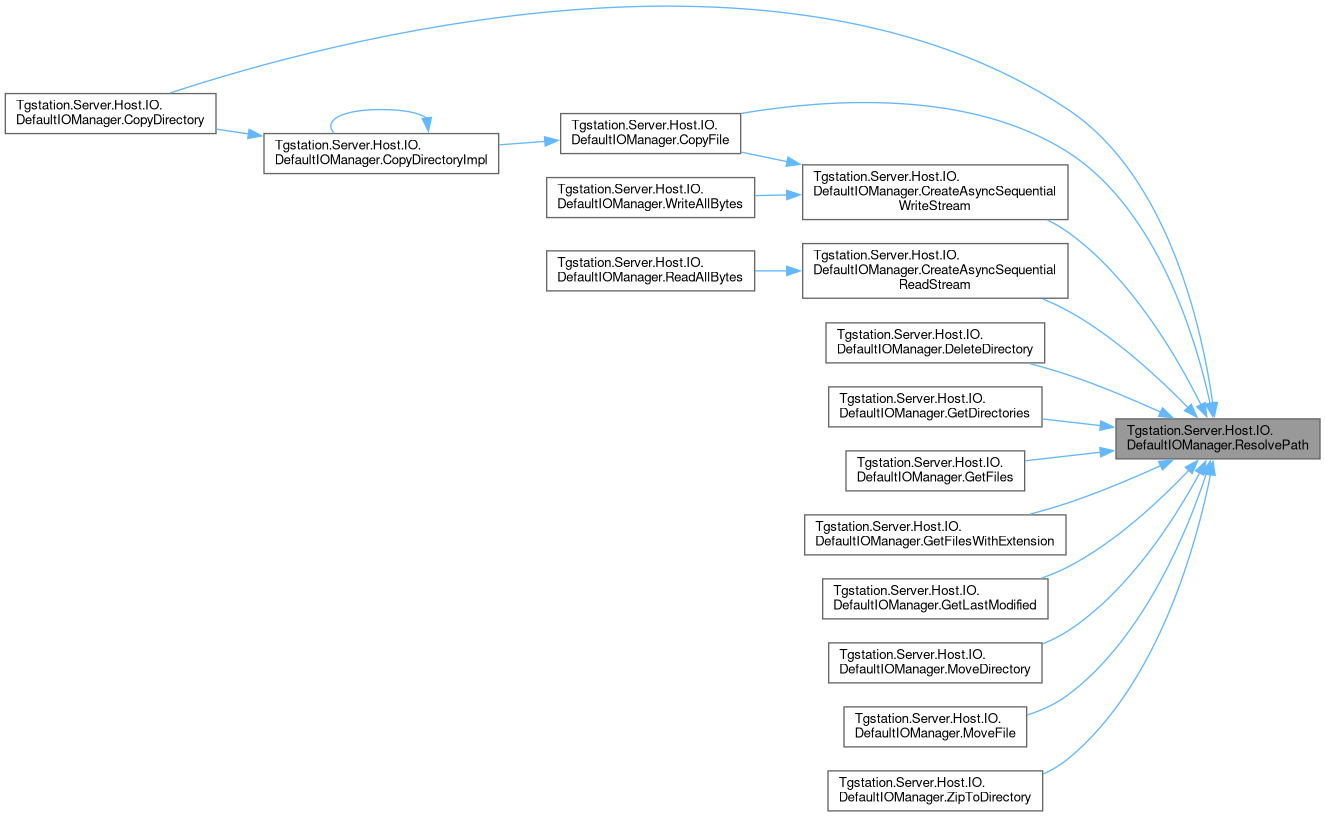 Tgstation.Server.Host.IO.
DefaultIOManager.CopyDirectory
Tgstation.Server.Host.IO.
DefaultIOManager.CopyDirectoryImpl
Tgstation.Server.Host.IO.
DefaultIOManager.CopyFile
Tgstation.Server.Host.IO.
DefaultIOManager.CreateAsyncSequential
WriteStream
Tgstation.Server.Host.IO.
DefaultIOManager.WriteAllBytes
Tgstation.Server.Host.IO.
DefaultIOManager.CreateAsyncSequential
ReadStream
Tgstation.Server.Host.IO.
DefaultIOManager.ReadAllBytes
Tgstation.Server.Host.IO.
DefaultIOManager.DeleteDirectory
Tgstation.Server.Host.IO.
DefaultIOManager.GetDirectories
Tgstation.Server.Host.IO.
DefaultIOManager.ResolvePath
Tgstation.Server.Host.IO.
DefaultIOManager.GetFiles
Tgstation.Server.Host.IO.
DefaultIOManager.GetFilesWithExtension
Tgstation.Server.Host.IO.
DefaultIOManager.GetLastModified
Tgstation.Server.Host.IO.
DefaultIOManager.MoveDirectory
Tgstation.Server.Host.IO.
DefaultIOManager.MoveFile
Tgstation.Server.Host.IO.
DefaultIOManager.ZipToDirectory